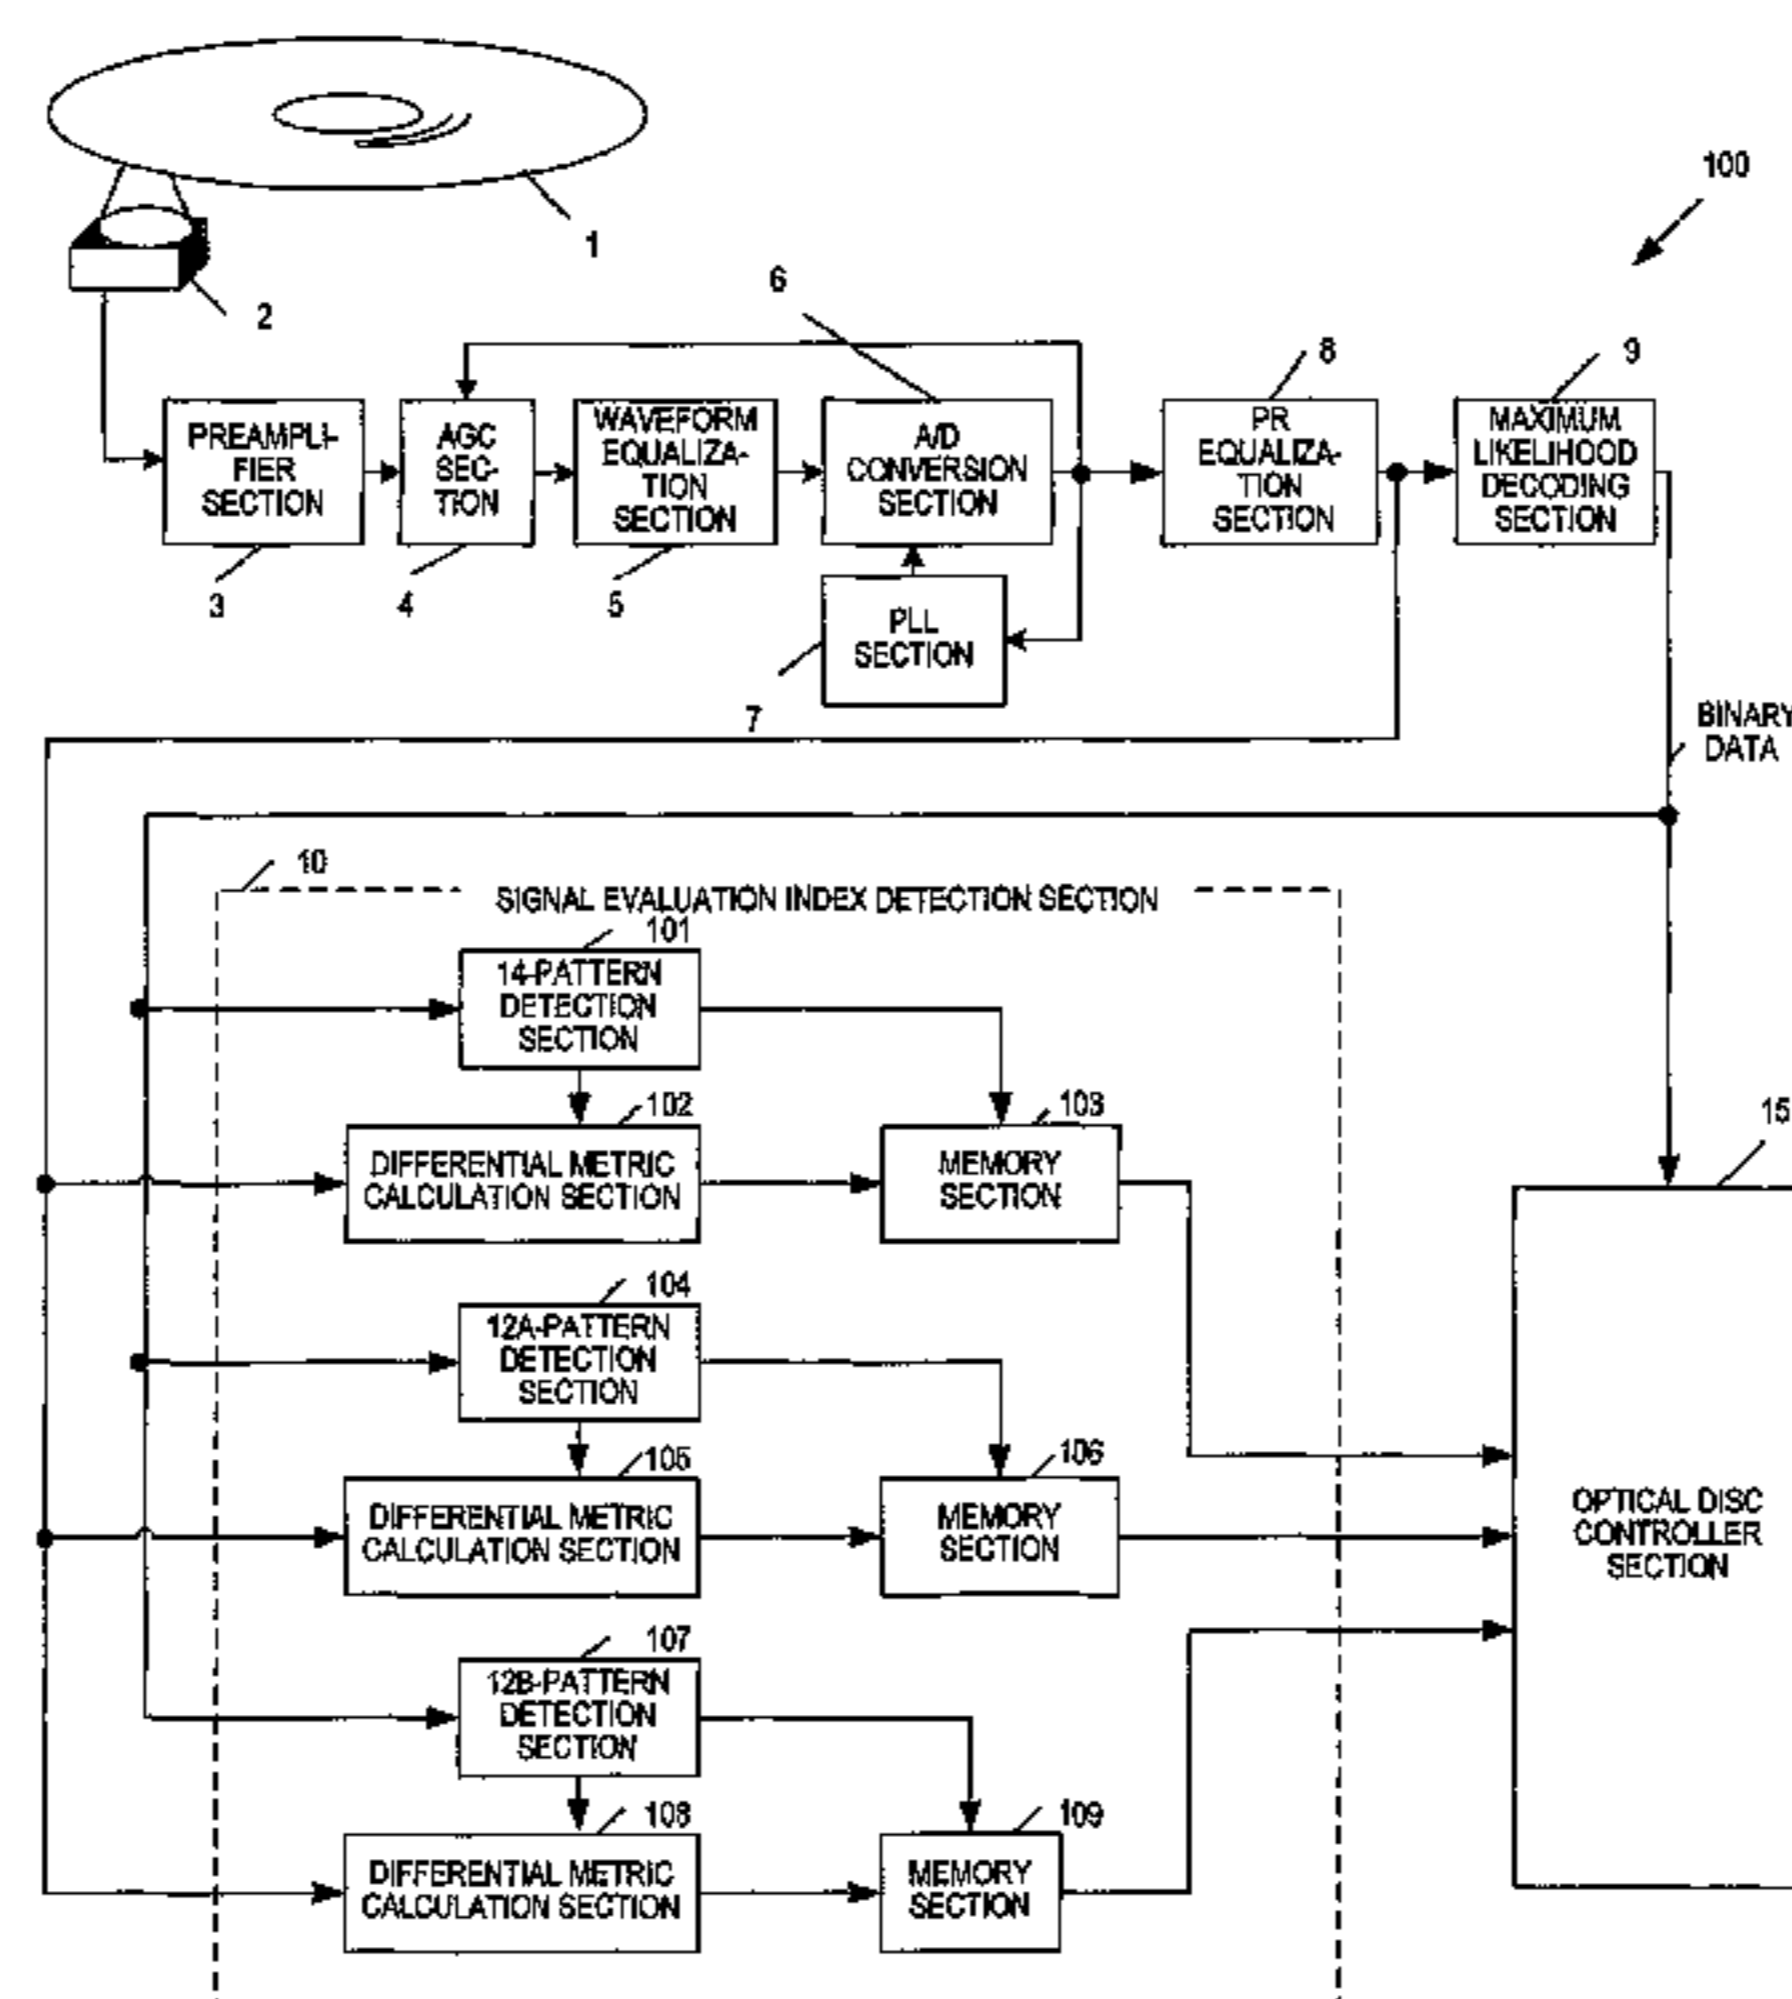 100
1
2
6
8
9
PREAMPLI-
FIER
SECTION
AGC
SEC-
TION
WAVEFORM
EQUALIZA-
TION
SECTION
A/D
CONVERSION
SECTION
PR
EQUALIZA-
TION
SECTION
MAXIMUM
LIKELIHOOD
DECODING
SECTION
3
4
5
PLL
SECTION
7
BINARY
DATA
10
SIGNAL EVALUATION INDEX DETECTION SECTION
101
14-PATTERN
DETECTION
SECTION
102
103
DIFFERENTIAL METRIC
CALCULATION SECTION
MEMORY
SECTION
15
104
12A-PATTERN
DETECTION
SECTION
105
106
DIFFERENTIAL METRIC
CALCULATION SECTION
MEMORY
SECTION
OPTICAL DISC
CONTROLLER
SECTION
107
12B-PATTERN
DETECTION
SECTION
108
109
DIFFERENTIAL METRIC
CALCULATION SECTION
MEMORY
SECTION